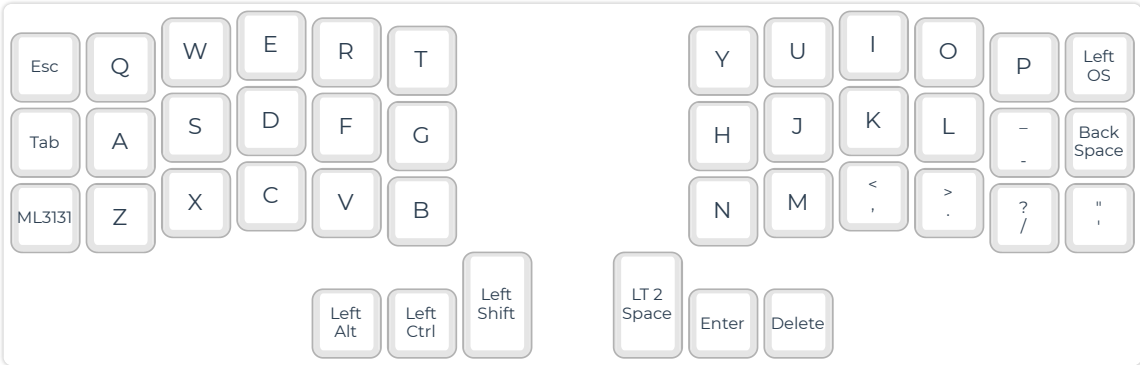 Esc Q W E R T Y U I O P Left OS
Tab A S D F G H J K L _ - Back Space
ML3131 Z X C V B N M < , > . ? / " '
Left Alt Left Ctrl Left Shift LT 2 Space Enter Delete